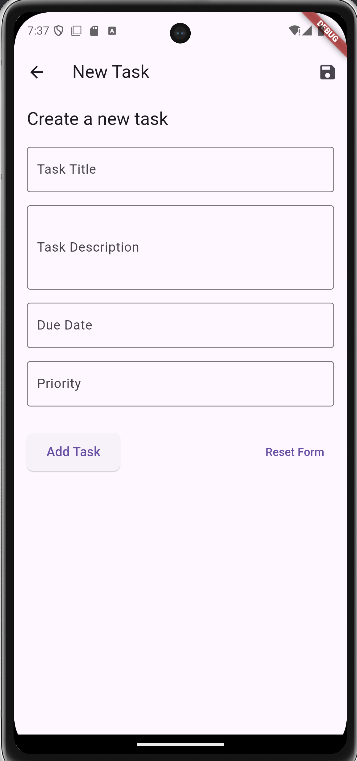 7:37
DEBUG
New Task
Create a new task
Task Title
Task Description
Due Date
Priority
Add Task
Reset Form